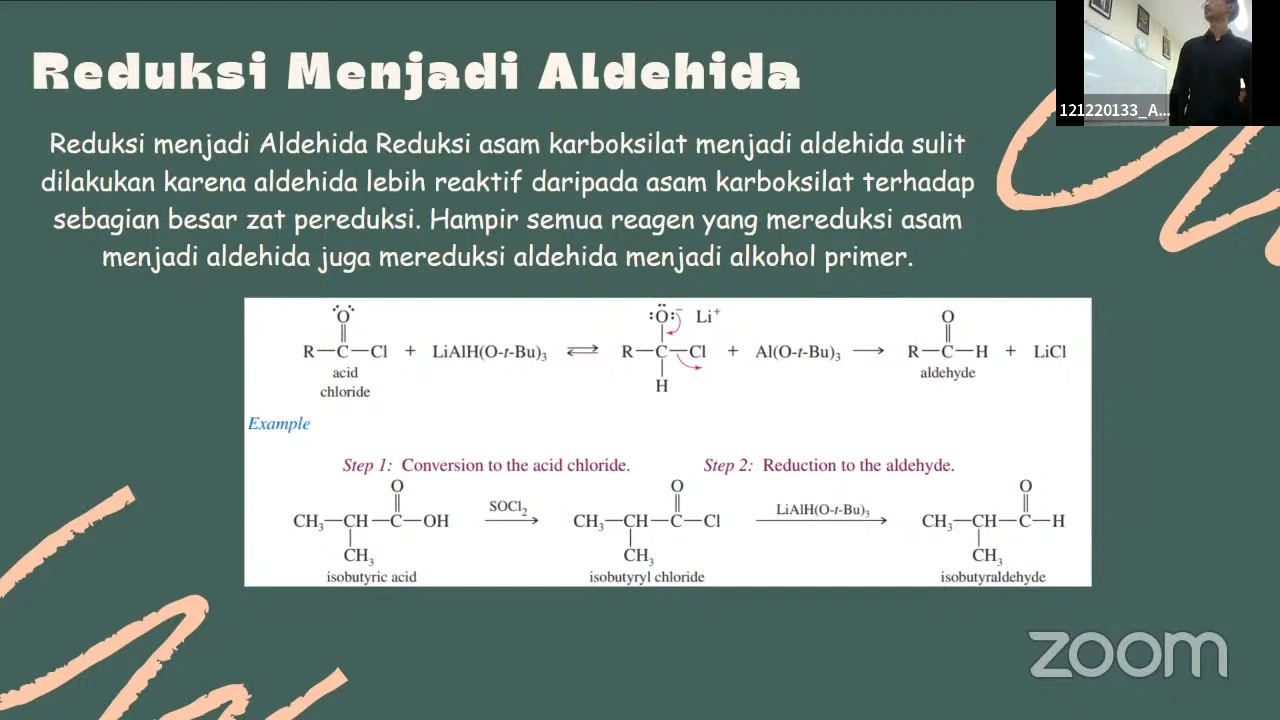 Reduksi Menjadi Aldehida
121220133_A...
Reduksi menjadi Aldehida Reduksi asam karboksilat menjadi aldehida sulit
dilakukan karena aldehida lebih reaktif daripada asam karboksilat terhadap
sebagian besar zat pereduksi. Hampir semua reagen yang mereduksi asam
menjadi aldehida juga mereduksi aldehida menjadi alkohol primer.
O :O:⁻ Li⁺ O
R—C—Cl + LiAlH(O-t-Bu)₃ ⇌ R—C—Cl + Al(O-t-Bu)₃ → R—C—H + LiCl
acid aldehyde
chloride H
Example
Step 1: Conversion to the acid chloride. Step 2: Reduction to the aldehyde.
O O O
CH₃—CH—C—OH SOCl₂ → CH₃—CH—C—Cl LiAlH(O-t-Bu)₃ → CH₃—CH—C—H
CH₃ CH₃ CH₃
isobutyric acid isobutyryl chloride isobutyraldehyde
zoom